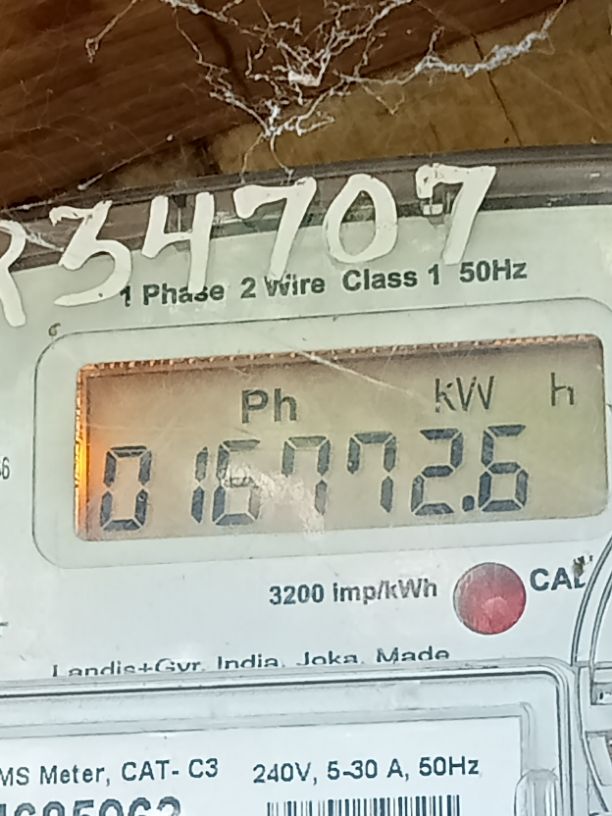 R34707
1 Phase 2 Wire Class 1 50Hz
Ph kW h
016772.6
3200 imp/kWh
CAL
Landis+Gyr, India, Joka, Made
MS Meter, CAT- C3 240V, 5-30 A, 50Hz